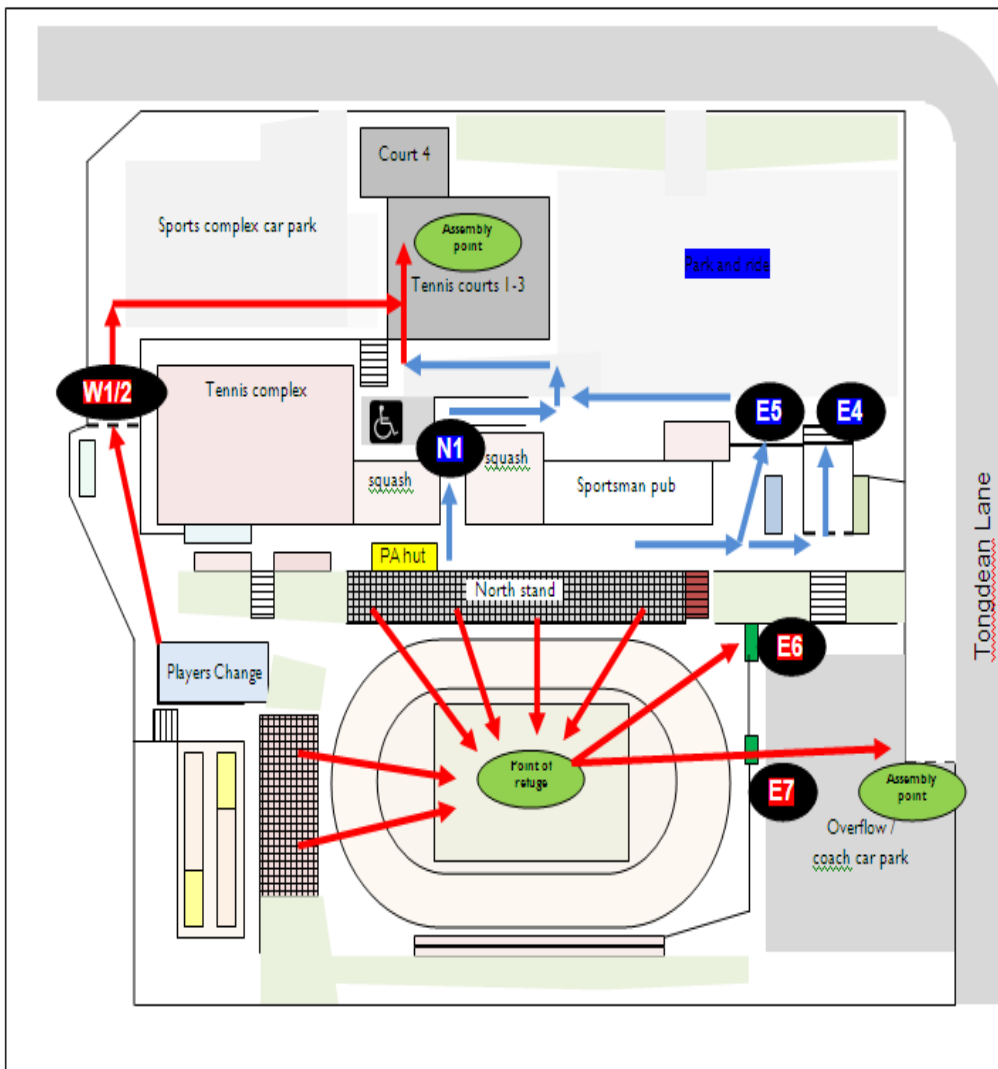 Court 4
Sports complex car park
Assembly
point
Tennis courts 1-3
Park and ride
W1/2
Tennis complex
E5
E4
N1
squash
squash
Sportsman pub
PA hut
North stand
Tongdean Lane
E6
Players Change
Point of
refuge
E7
Assembly
point
Overflow /
coach car park